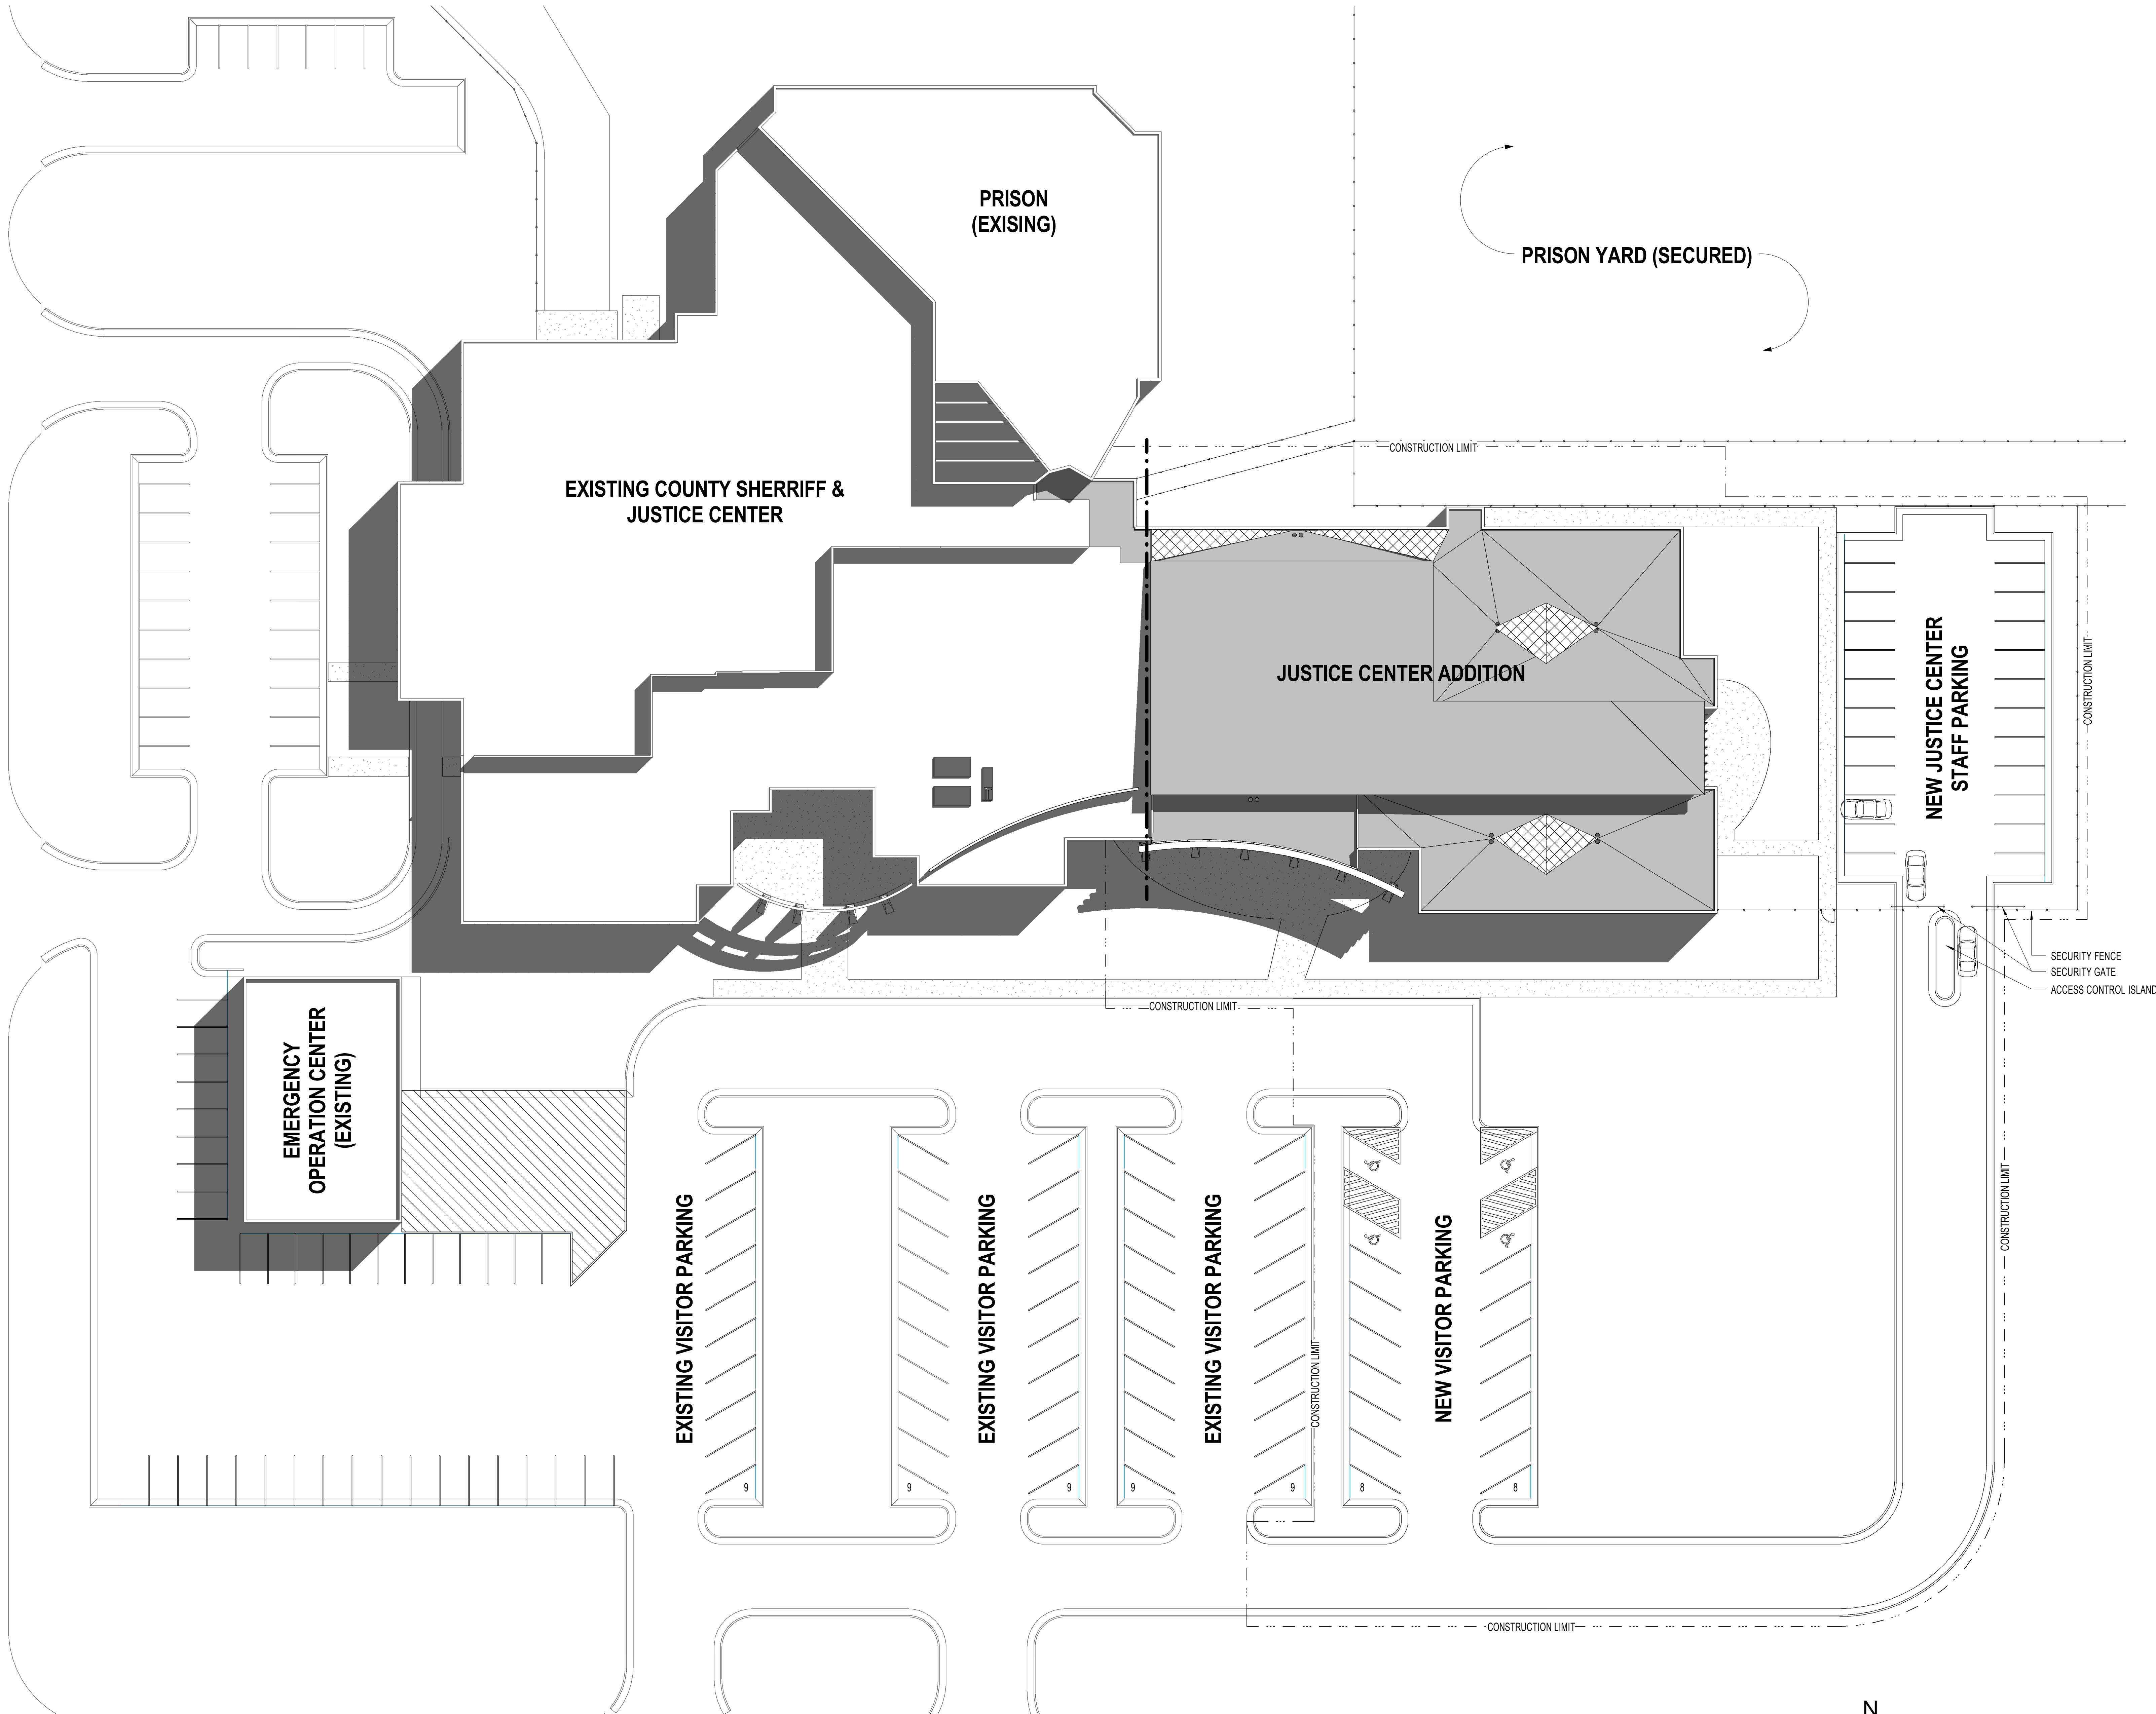 PRISON
(EXISING)
PRISON YARD (SECURED)
CONSTRUCTION LIMIT
EXISTING COUNTY SHERRIFF &
JUSTICE CENTER
JUSTICE CENTER ADDITION
NEW JUSTICE CENTER
STAFF PARKING
CONSTRUCTION LIMIT
SECURITY FENCE
SECURITY GATE
ACCESS CONTROL ISLAND
CONSTRUCTION LIMIT
EMERGENCY
OPERATION CENTER
(EXISTING)
EXISTING VISITOR PARKING
EXISTING VISITOR PARKING
EXISTING VISITOR PARKING
CONSTRUCTION LIMIT
NEW VISITOR PARKING
CONSTRUCTION LIMIT
9
9
9
9
9
8
8
CONSTRUCTION LIMIT
N